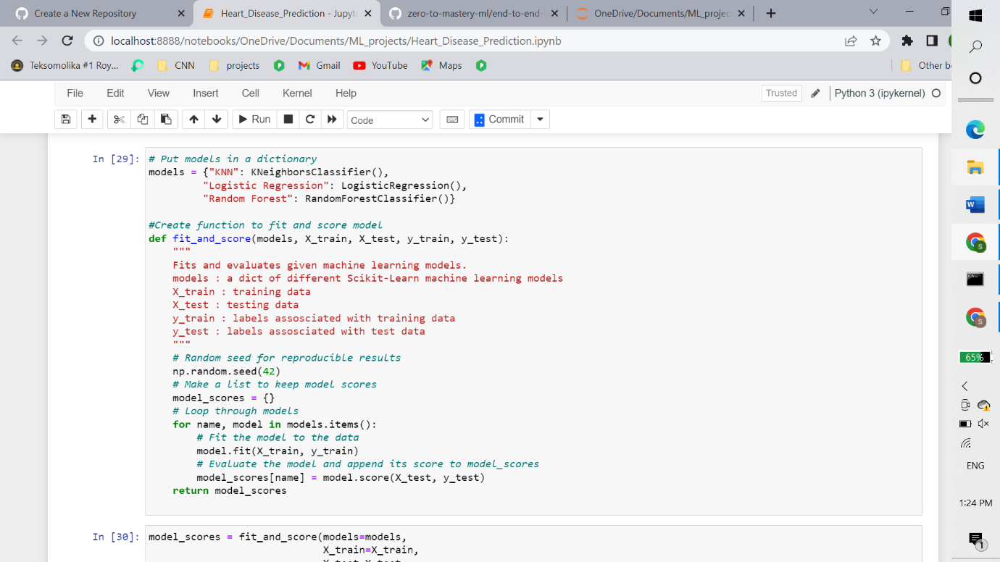 Create a New Repository
Heart_Disease_Prediction - Jupyt
zero-to-mastery-ml/end-to-end-
OneDrive/Documents/ML_projec
localhost:8888/notebooks/OneDrive/Documents/ML_projects/Heart_Disease_Prediction.ipynb
Teksomolika #1 Roy...
CNN
projects
Gmail
YouTube
Maps
Other b
File Edit View Insert Cell Kernel Help
Trusted
Python 3 (ipykernel)
Run
Code
Commit
In [29]:
# Put models in a dictionary
models = {"KNN": KNeighborsClassifier(),
"Logistic Regression": LogisticRegression(),
"Random Forest": RandomForestClassifier()}
#Create function to fit and score model
def fit_and_score(models, X_train, X_test, y_train, y_test):
"""
Fits and evaluates given machine learning models.
models : a dict of different Scikit-Learn machine learning models
X_train : training data
X_test : testing data
y_train : labels assosciated with training data
y_test : labels assosciated with test data
"""
# Random seed for reproducible results
np.random.seed(42)
# Make a list to keep model scores
model_scores = {}
# Loop through models
for name, model in models.items():
# Fit the model to the data
model.fit(X_train, y_train)
# Evaluate the model and append its score to model_scores
model_scores[name] = model.score(X_test, y_test)
return model_scores
In [30]:
model_scores = fit_and_score(models=models,
X_train=X_train,
65%
ENG
1:24 PM
1